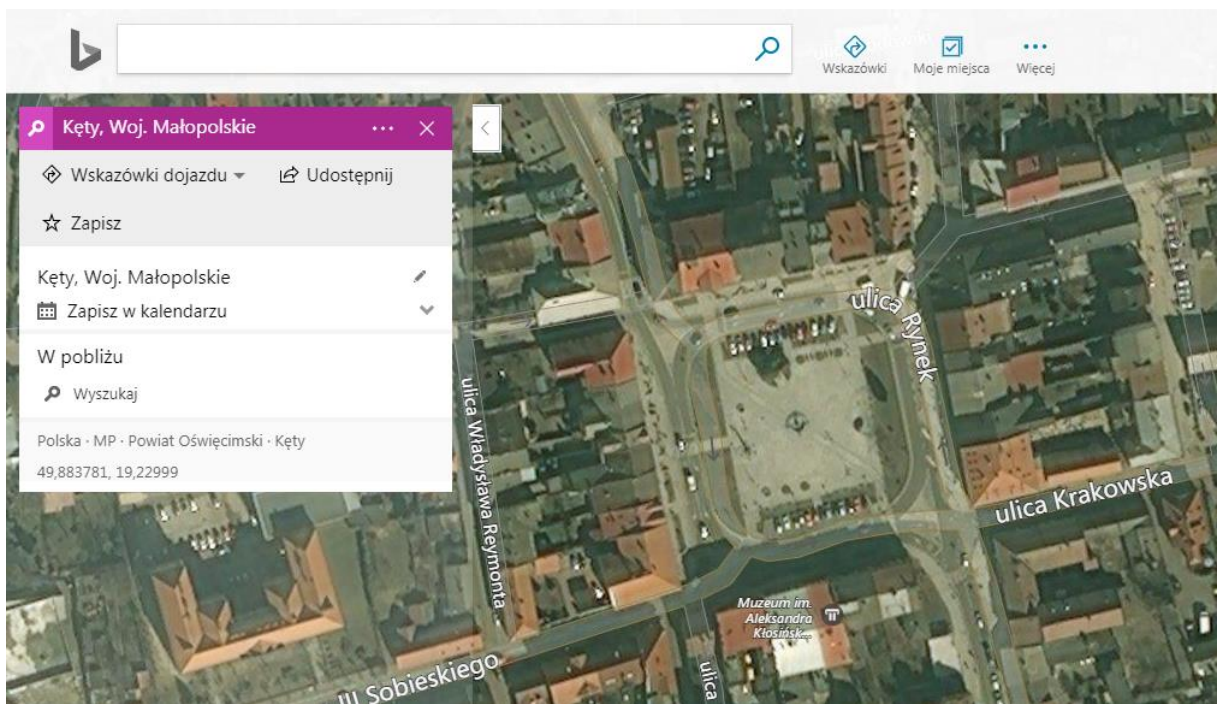 Wskazówki
Moje miejsca
Więcej
Kęty, Woj. Małopolskie
Wskazówki dojazdu
Udostępnij
Zapisz
Kęty, Woj. Małopolskie
Zapisz w kalendarzu
W pobliżu
Wyszukaj
Polska · MP · Powiat Oświęcimski · Kęty
49,883781, 19,22999
ulica Rynek
ulica Władysława Reymonta
ulica Krakowska
Muzeum im.
Aleksandra
Kłosińsk...
III Sobieskiego
ulica